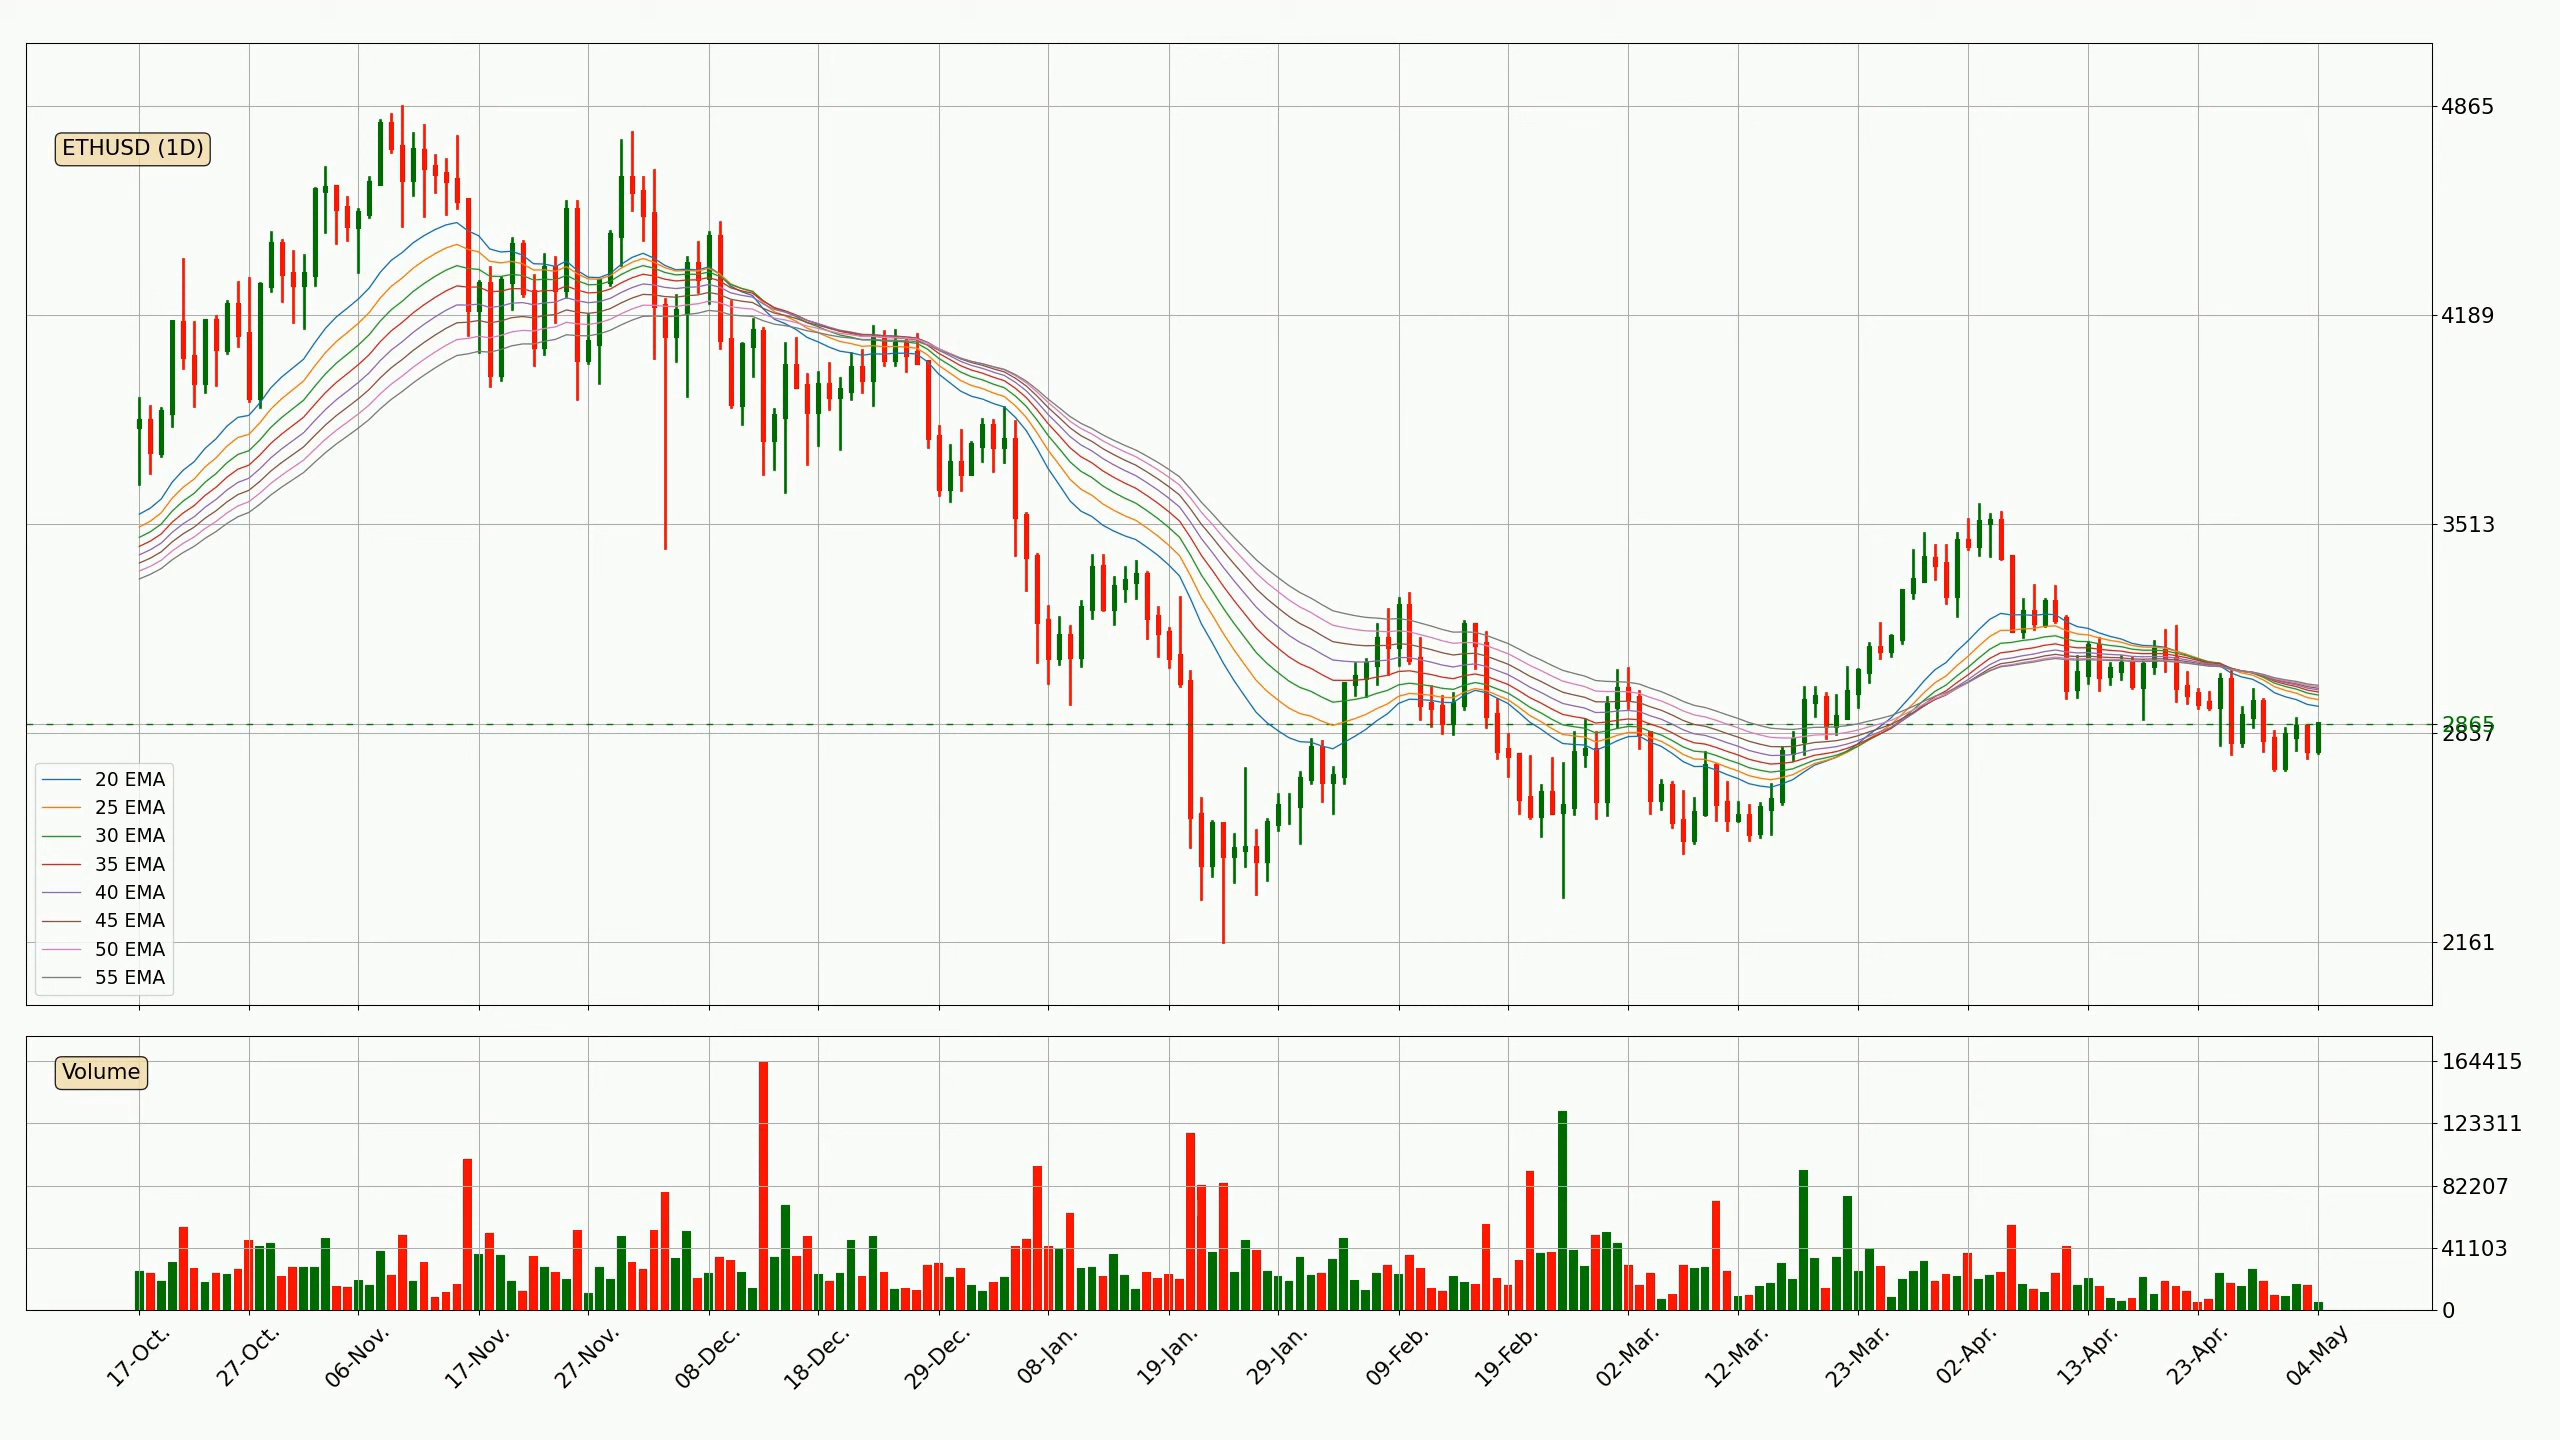 ETHUSD (1D)
4865
4189
3513
2865
2837
2161
20 EMA
25 EMA
30 EMA
35 EMA
40 EMA
45 EMA
50 EMA
55 EMA
Volume
164415
123311
82207
41103
0
17-Oct.
27-Oct.
06-Nov.
17-Nov.
27-Nov.
08-Dec.
18-Dec.
29-Dec.
08-Jan.
19-Jan.
29-Jan.
09-Feb.
19-Feb.
02-Mar.
12-Mar.
23-Mar.
02-Apr.
13-Apr.
23-Apr.
04-May